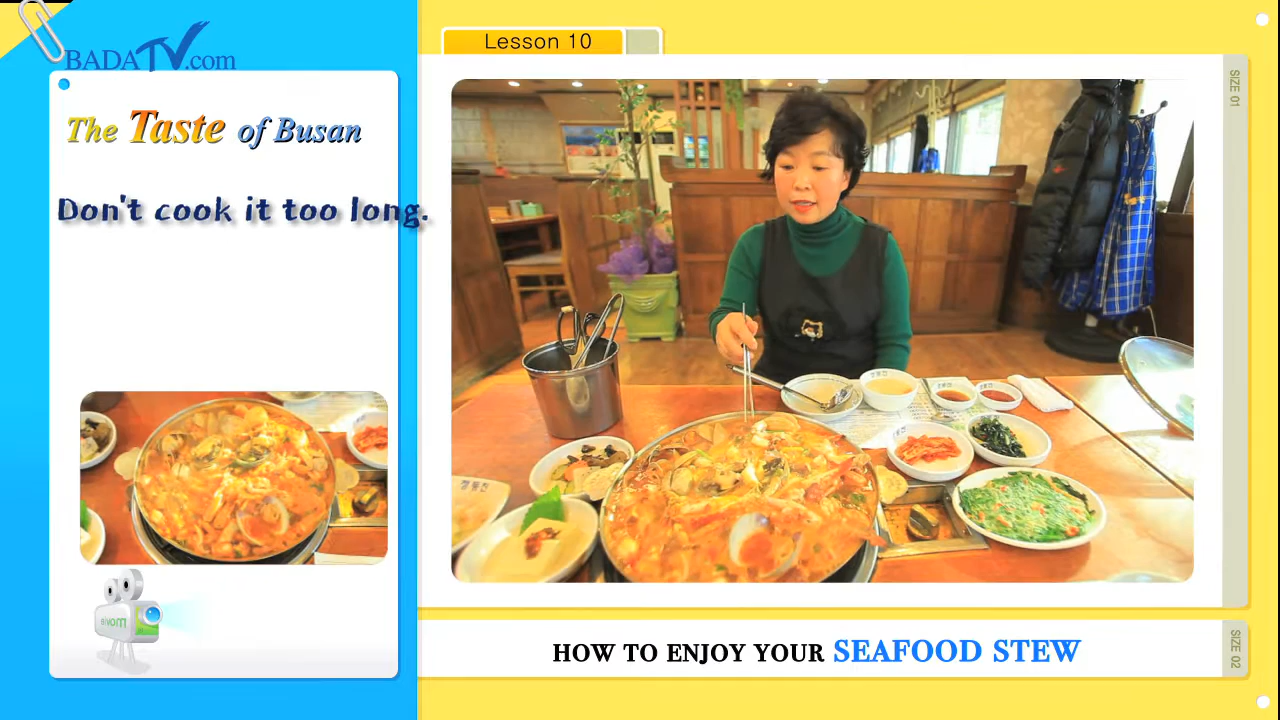 BADATV.com
The Taste of Busan
Don't cook it too long.
Lesson 10
SIZE 01
HOW TO ENJOY YOUR SEAFOOD STEW
SIZE 02